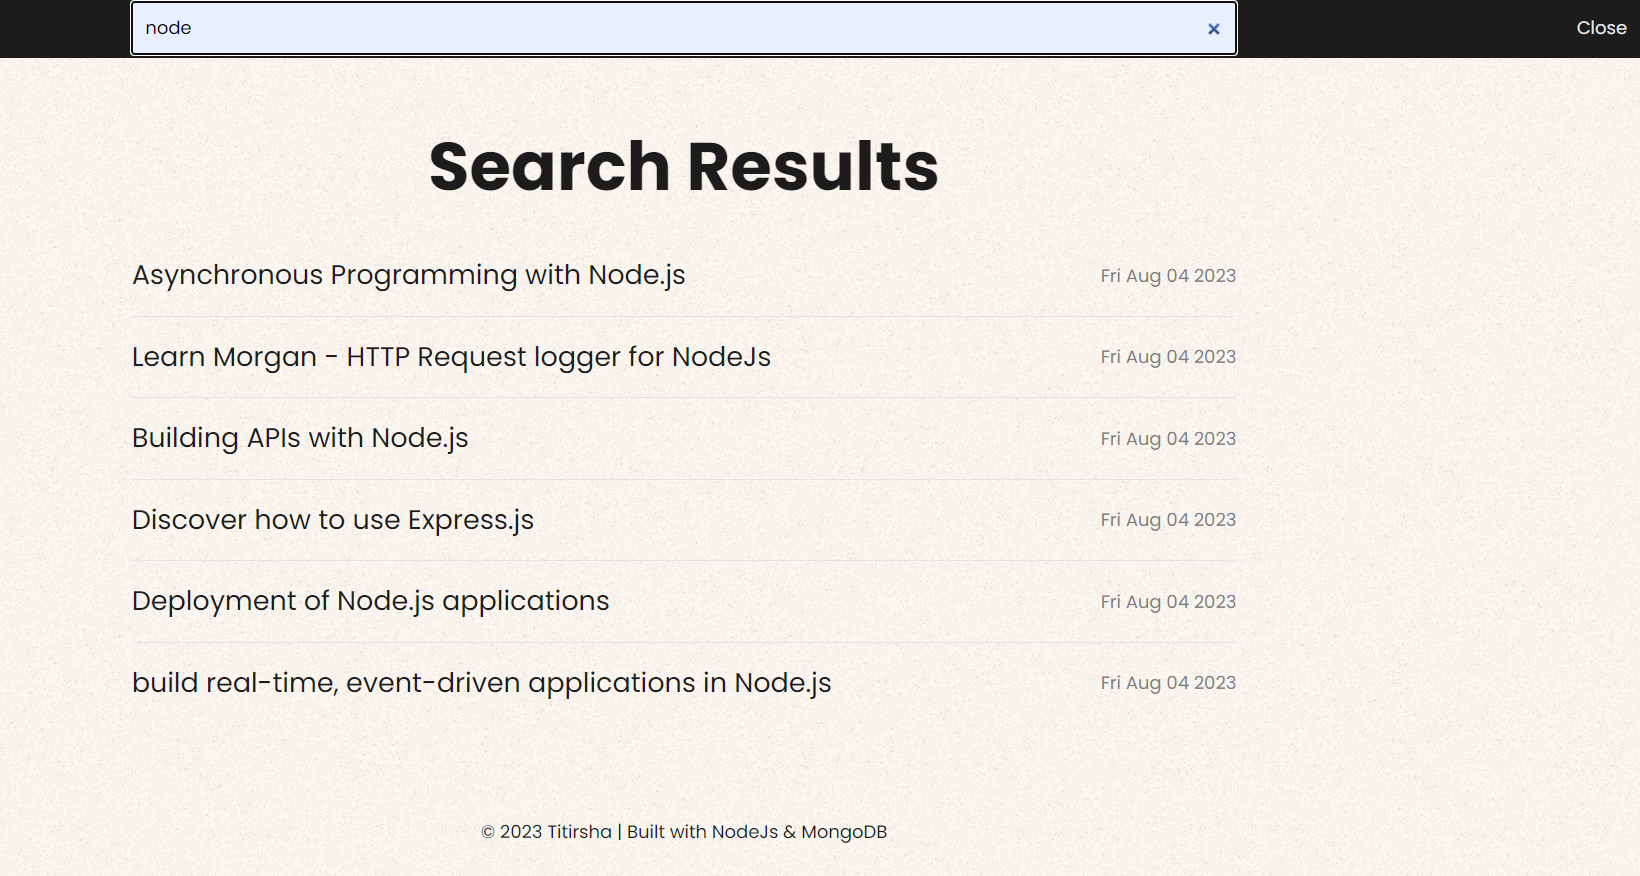 node
Close
Search Results
Asynchronous Programming with Node.js Fri Aug 04 2023
Learn Morgan - HTTP Request logger for NodeJs Fri Aug 04 2023
Building APIs with Node.js Fri Aug 04 2023
Discover how to use Express.js Fri Aug 04 2023
Deployment of Node.js applications Fri Aug 04 2023
build real-time, event-driven applications in Node.js Fri Aug 04 2023
© 2023 Titirsha | Built with NodeJs & MongoDB